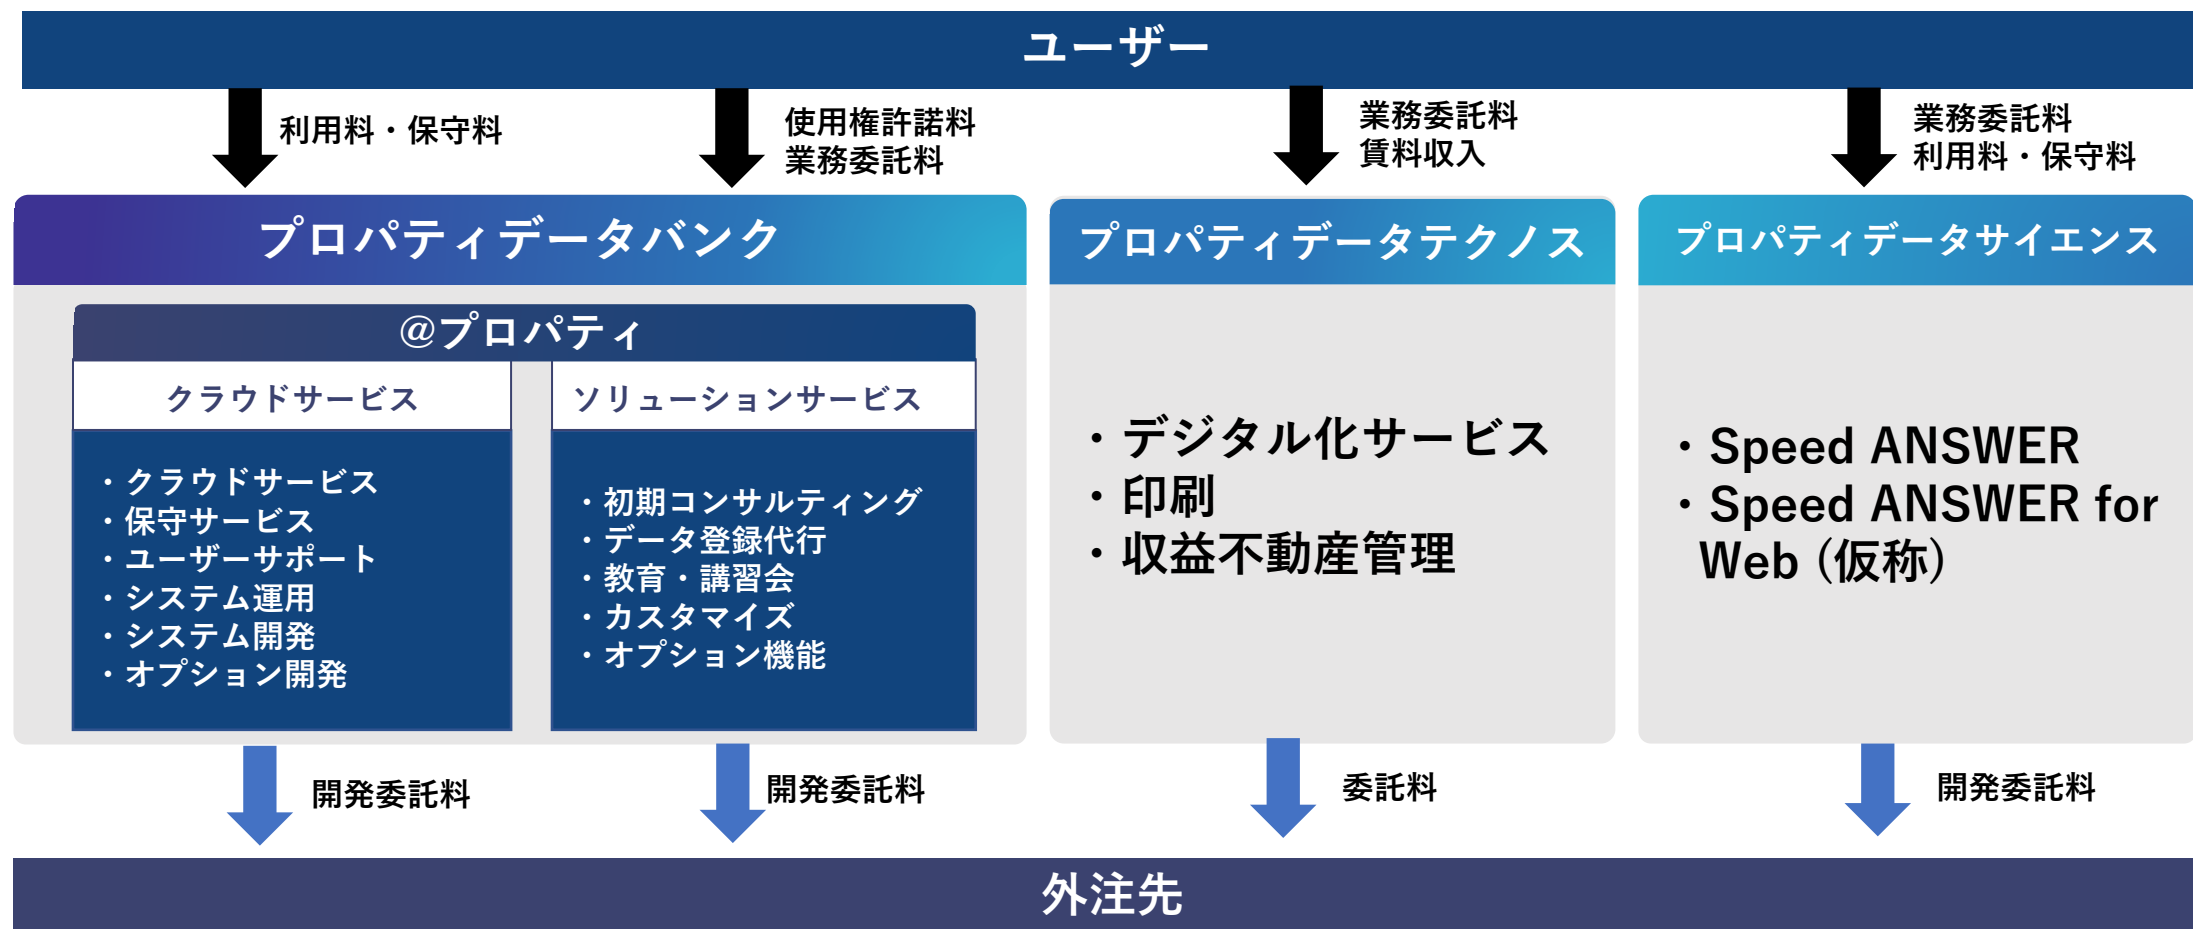 ユーザー
利用料・保守料
使用権許諾料
業務委託料
業務委託料
賃料収入
業務委託料
利用料・保守料
プロパティデータバンク
@プロパティ
クラウドサービス
・クラウドサービス
・保守サービス
・ユーザーサポート
・システム運用
・システム開発
・オプション開発
ソリューションサービス
・初期コンサルティング
・データ登録代行
・教育・講習会
・カスタマイズ
・オプション機能
プロパティデータテクノス
・デジタル化サービス
・印刷
・収益不動産管理
プロパティデータサイエンス
・Speed ANSWER
・Speed ANSWER for
Web (仮称)
開発委託料
開発委託料
委託料
開発委託料
外注先